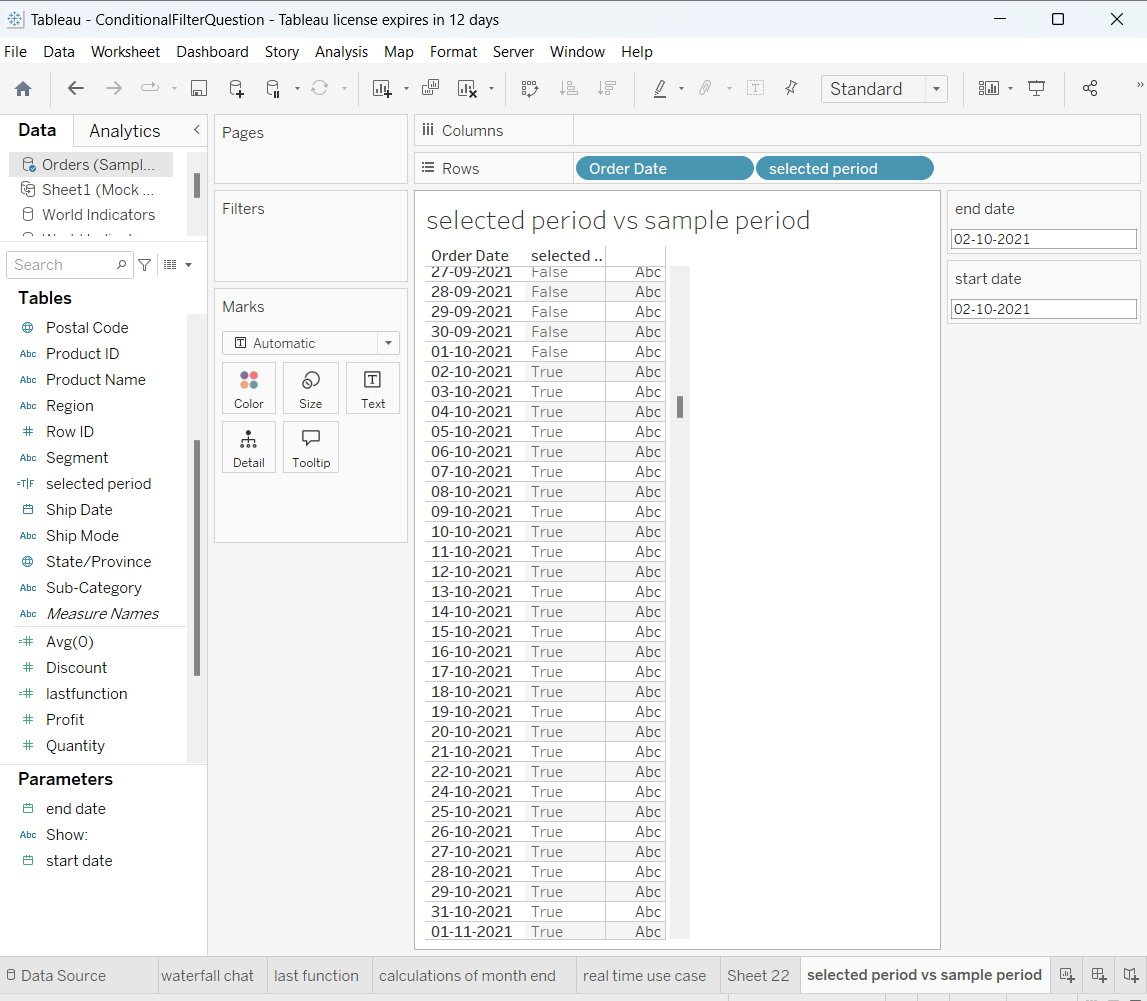 Tableau - ConditionalFilterQuestion - Tableau license expires in 12 days
File Data Worksheet Dashboard Story Analysis Map Format Server Window Help
Standard
Data Analytics
Orders (Sampl...
Sheet1 (Mock ...
World Indicators
Search
Tables
Postal Code
Abc Product ID
Abc Product Name
Abc Region
# Row ID
Abc Segment
=T|F selected period
Ship Date
Abc Ship Mode
State/Province
Abc Sub-Category
Abc Measure Names
=# Avg(0)
# Discount
=# lastfunction
# Profit
# Quantity
Parameters
end date
Abc Show:
start date
Pages
Filters
Marks
Automatic
Color Size Text
Detail Tooltip
Columns
Rows Order Date selected period
selected period vs sample period
Order Date selected ..
27-09-2021 False Abc
28-09-2021 False Abc
29-09-2021 False Abc
30-09-2021 False Abc
01-10-2021 False Abc
02-10-2021 True Abc
03-10-2021 True Abc
04-10-2021 True Abc
05-10-2021 True Abc
06-10-2021 True Abc
07-10-2021 True Abc
08-10-2021 True Abc
09-10-2021 True Abc
10-10-2021 True Abc
11-10-2021 True Abc
12-10-2021 True Abc
13-10-2021 True Abc
14-10-2021 True Abc
15-10-2021 True Abc
16-10-2021 True Abc
17-10-2021 True Abc
18-10-2021 True Abc
19-10-2021 True Abc
20-10-2021 True Abc
21-10-2021 True Abc
22-10-2021 True Abc
24-10-2021 True Abc
25-10-2021 True Abc
26-10-2021 True Abc
27-10-2021 True Abc
28-10-2021 True Abc
29-10-2021 True Abc
31-10-2021 True Abc
01-11-2021 True Abc
end date
02-10-2021
start date
02-10-2021
Data Source waterfall chat last function calculations of month end real time use case Sheet 22 selected period vs sample period